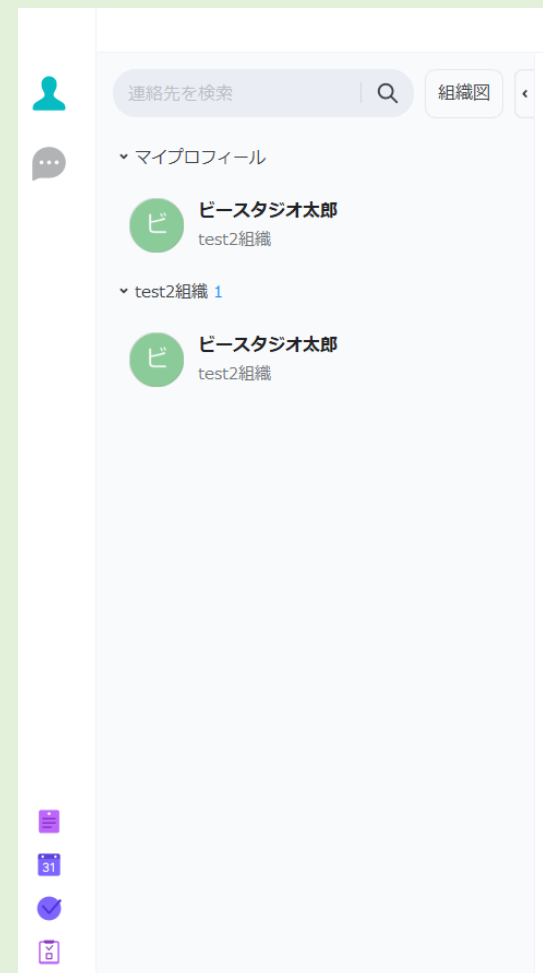 連絡先を検索
組織図
マイプロフィール
ビ
ビースタジオ太郎
test2組織
test2組織 1
ビ
ビースタジオ太郎
test2組織
31